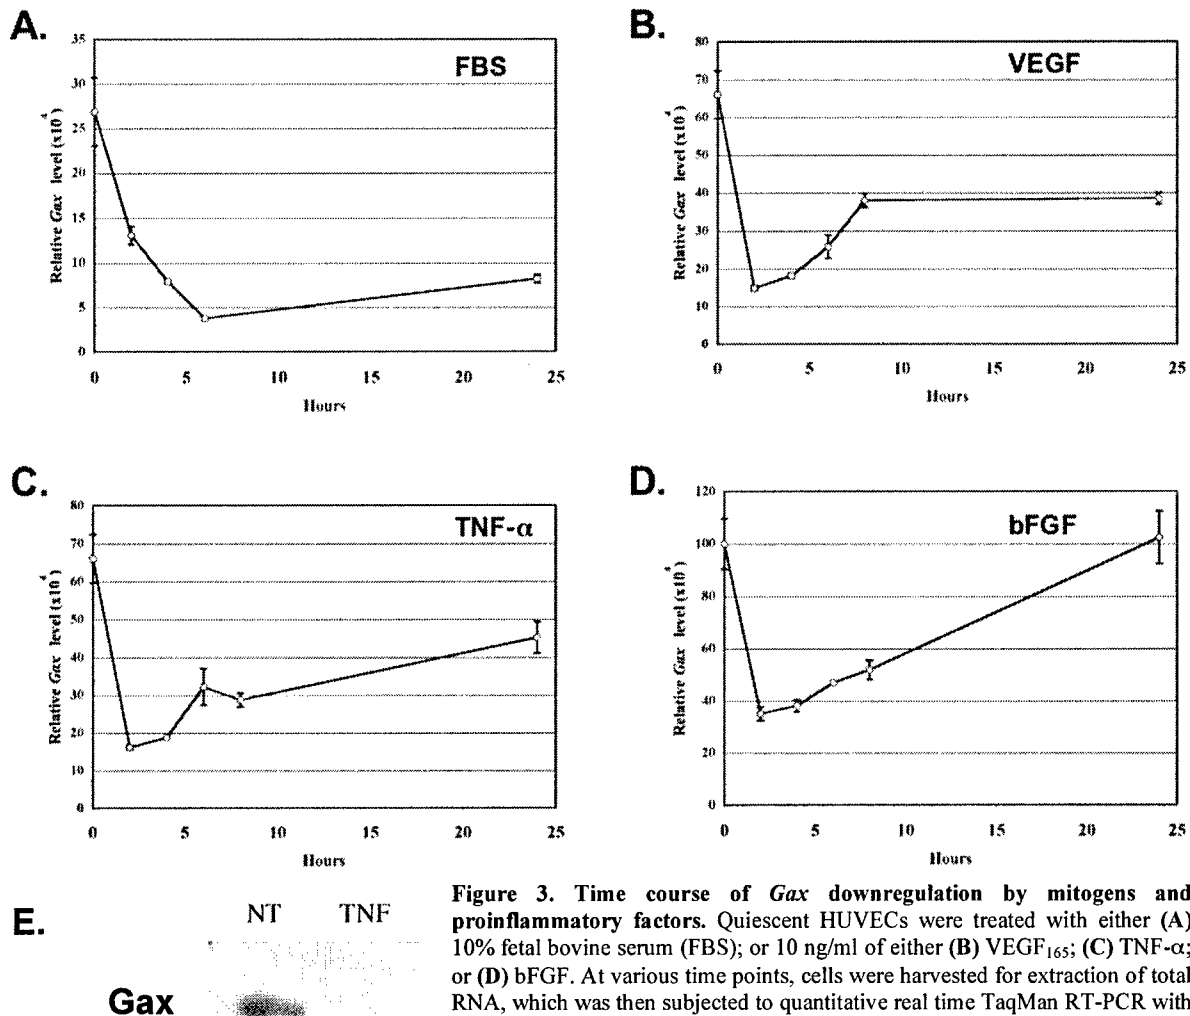 A.
FBS
Relative Gax level (x10⁴)
35
30
25
20
15
10
5
0
0 5 10 15 20 25
Hours
B.
VEGF
Relative Gax level (x10⁴)
80
70
60
50
40
30
20
10
0
0 5 10 15 20 25
Hours
C.
TNF-α
Relative Gax level (x10⁴)
80
70
60
50
40
30
20
10
0
0 5 10 15 20 25
Hours
D.
bFGF
Relative Gax level (x10⁴)
120
100
80
60
40
20
0
0 5 10 15 20 25
Hours
E.
NT TNF
Gax
Figure 3. Time course of Gax downregulation by mitogens and
proinflammatory factors. Quiescent HUVECs were treated with either (A)
10% fetal bovine serum (FBS); or 10 ng/ml of either (B) VEGF₁₆₅; (C) TNF-α;
or (D) bFGF. At various time points, cells were harvested for extraction of total
RNA, which was then subjected to quantitative real time TaqMan RT-PCR with